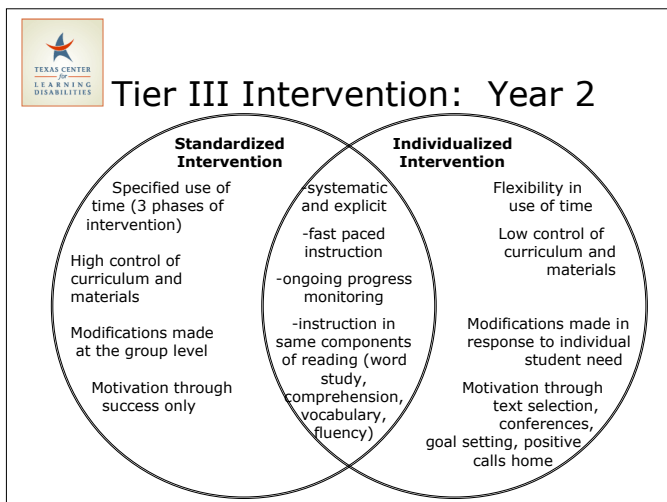 TEXAS CENTER
for
LEARNING
DISABILITIES
Tier III Intervention: Year 2
Standardized
Intervention
Specified use of
time (3 phases of
intervention)
High control of
curriculum and
materials
Modifications made
at the group level
Motivation through
success only
-systematic
and explicit
-fast paced
instruction
-ongoing progress
monitoring
-instruction in
same components
of reading (word
study,
comprehension,
vocabulary,
fluency)
Individualized
Intervention
Flexibility in
use of time
Low control of
curriculum and
materials
Modifications made in
response to individual
student need
Motivation through
text selection,
conferences,
goal setting, positive
calls home